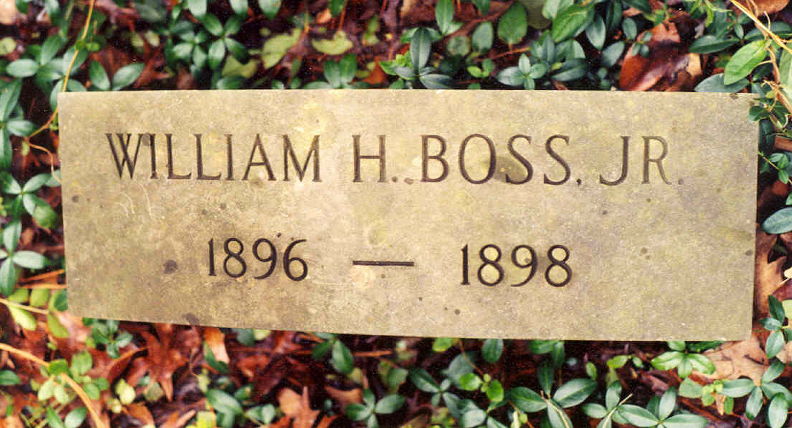 WILLIAM H. BOSS, JR.
1896 — 1898